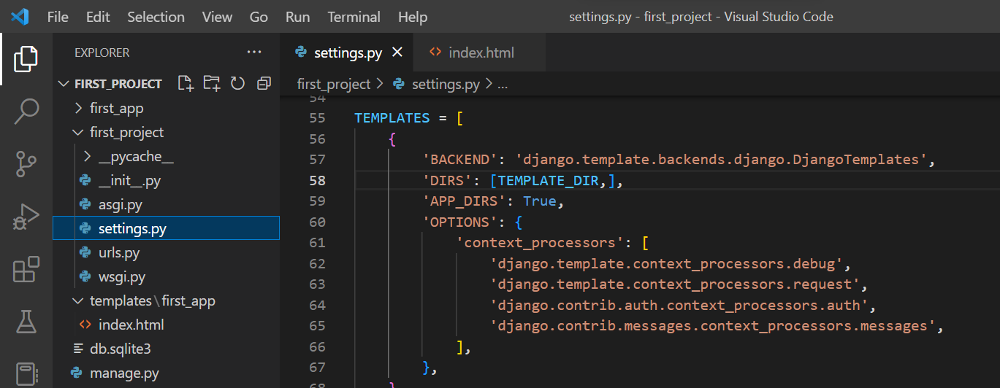 File Edit Selection View Go Run Terminal Help settings.py - first_project - Visual Studio Code
EXPLORER ···
FIRST_PROJECT
first_app
first_project
__pycache__
__init__.py
asgi.py
settings.py
urls.py
wsgi.py
templates\first_app
index.html
db.sqlite3
manage.py
settings.py index.html
first_project > settings.py > ...
54
55 TEMPLATES = [
56 {
57 'BACKEND': 'django.template.backends.django.DjangoTemplates',
58 'DIRS': [TEMPLATE_DIR,],
59 'APP_DIRS': True,
60 'OPTIONS': {
61 'context_processors': [
62 'django.template.context_processors.debug',
63 'django.template.context_processors.request',
64 'django.contrib.auth.context_processors.auth',
65 'django.contrib.messages.context_processors.messages',
66 ],
67 },
68 }